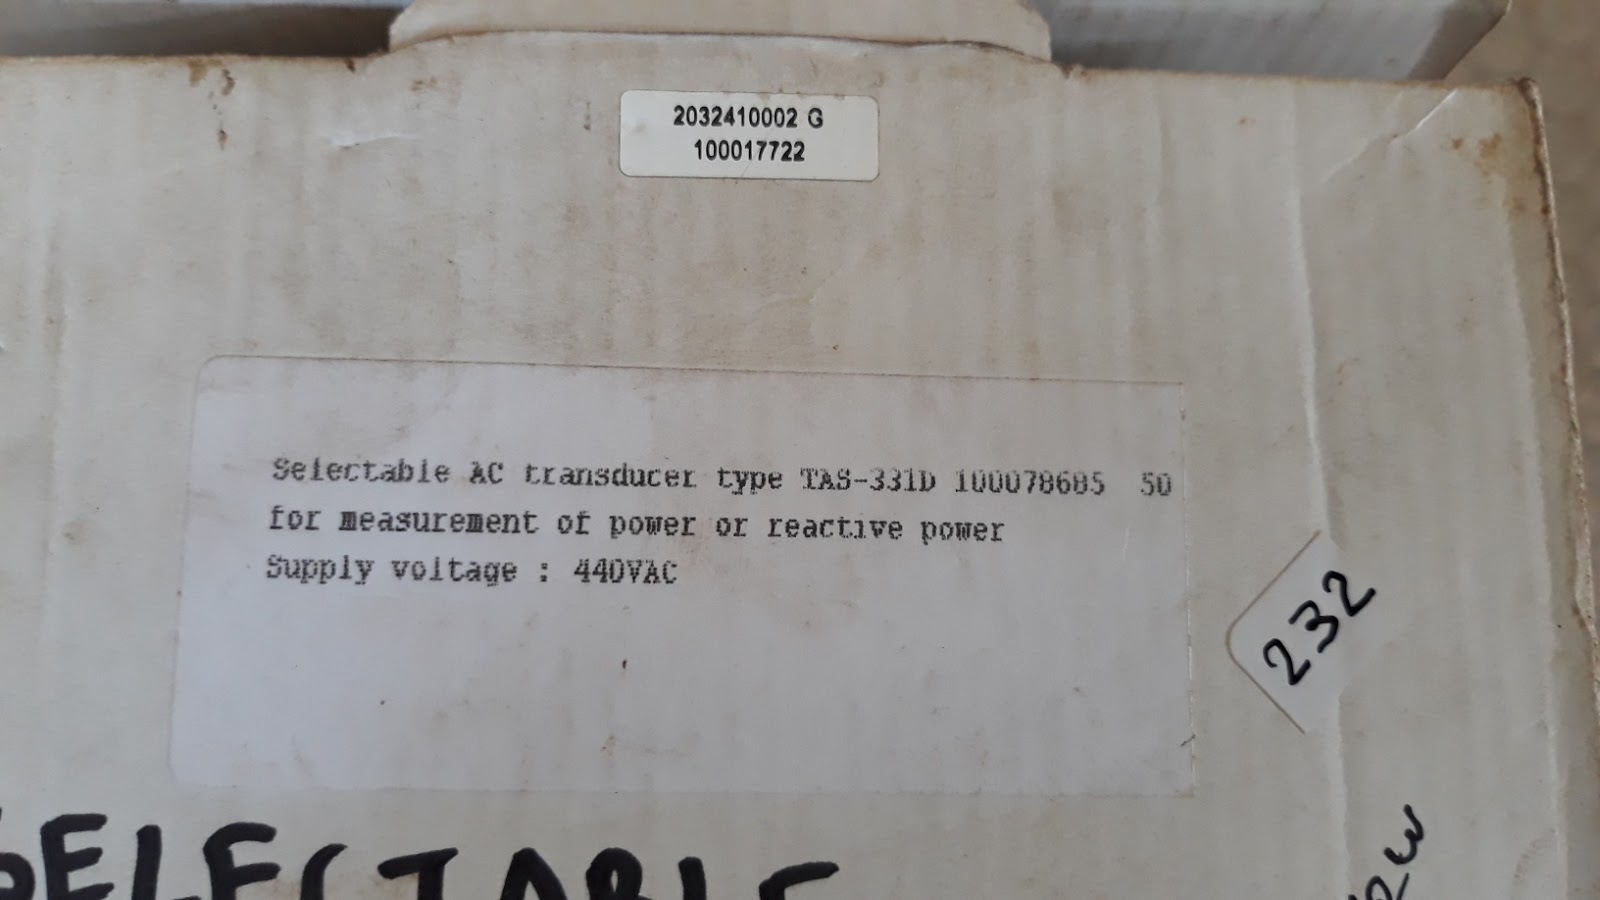 2032410002 G
100017722
Selectable AC transducer type TAS-331D 100078685 50
for measurement of power or reactive power
Supply voltage : 440VAC
232
SELECTABLE